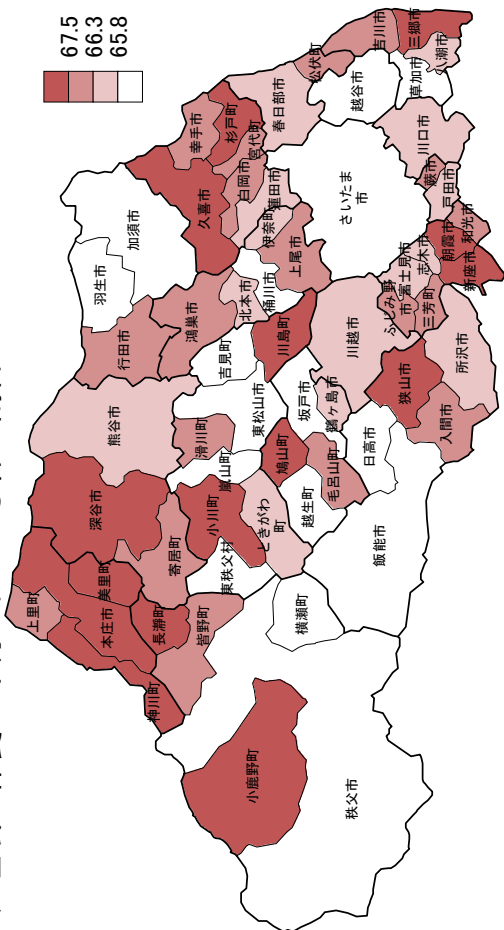 67.5
66.3
65.8
上里町
本庄市
美里町
深谷市
神川町
熊谷市
行田市
羽生市
加須市
長瀞町
寄居町
皆野町
滑川町
鴻巣市
久喜市
幸手市
杉戸町
小川町
嵐山町
吉見町
北本市
白岡市
宮代町
東秩父村
ときがわ
町
東松山市
桶川市
伊奈町
蓮田市
春日部市
小鹿野町
鳩山町
川島町
上尾市
松伏町
横瀬町
越生町
毛呂山町
坂戸市
鶴ヶ島市
川越市
さいたま
市
越谷市
吉川市
秩父市
飯能市
日高市
狭山市
ふじみ野
市
富士見市
三芳町
志木市
入間市
所沢市
新座市
朝霞市
和光市
戸田市
蕨市
川口市
草加市
八潮市
三郷市